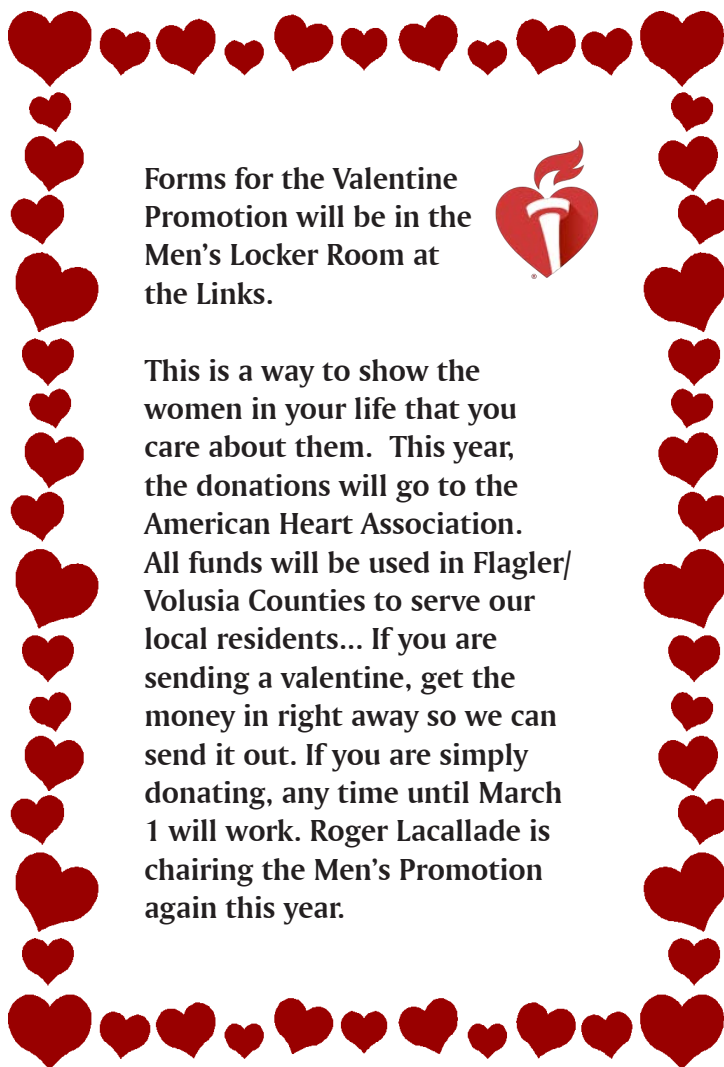 Forms for the Valentine
Promotion will be in the
Men's Locker Room at
the Links.
This is a way to show the
women in your life that you
care about them.  This year,
the donations will go to the
American Heart Association.
All funds will be used in Flagler/
Volusia Counties to serve our
local residents... If you are
sending a valentine, get the
money in right away so we can
send it out. If you are simply
donating, any time until March
1 will work. Roger Lacallade is
chairing the Men's Promotion
again this year.
®